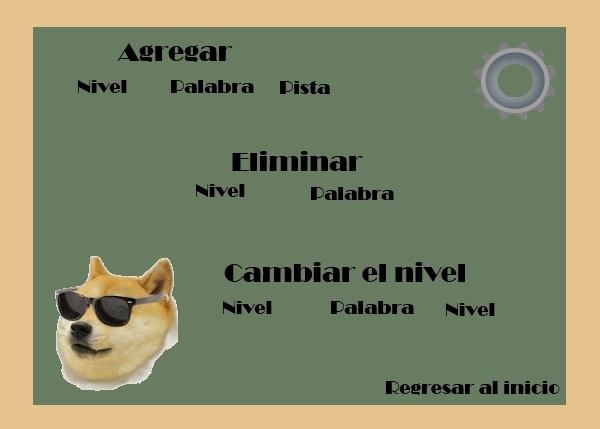 Agregar
Nivel Palabra Pista
Eliminar
Nivel Palabra
Cambiar el nivel
Nivel Palabra Nivel
Regresar al inicio